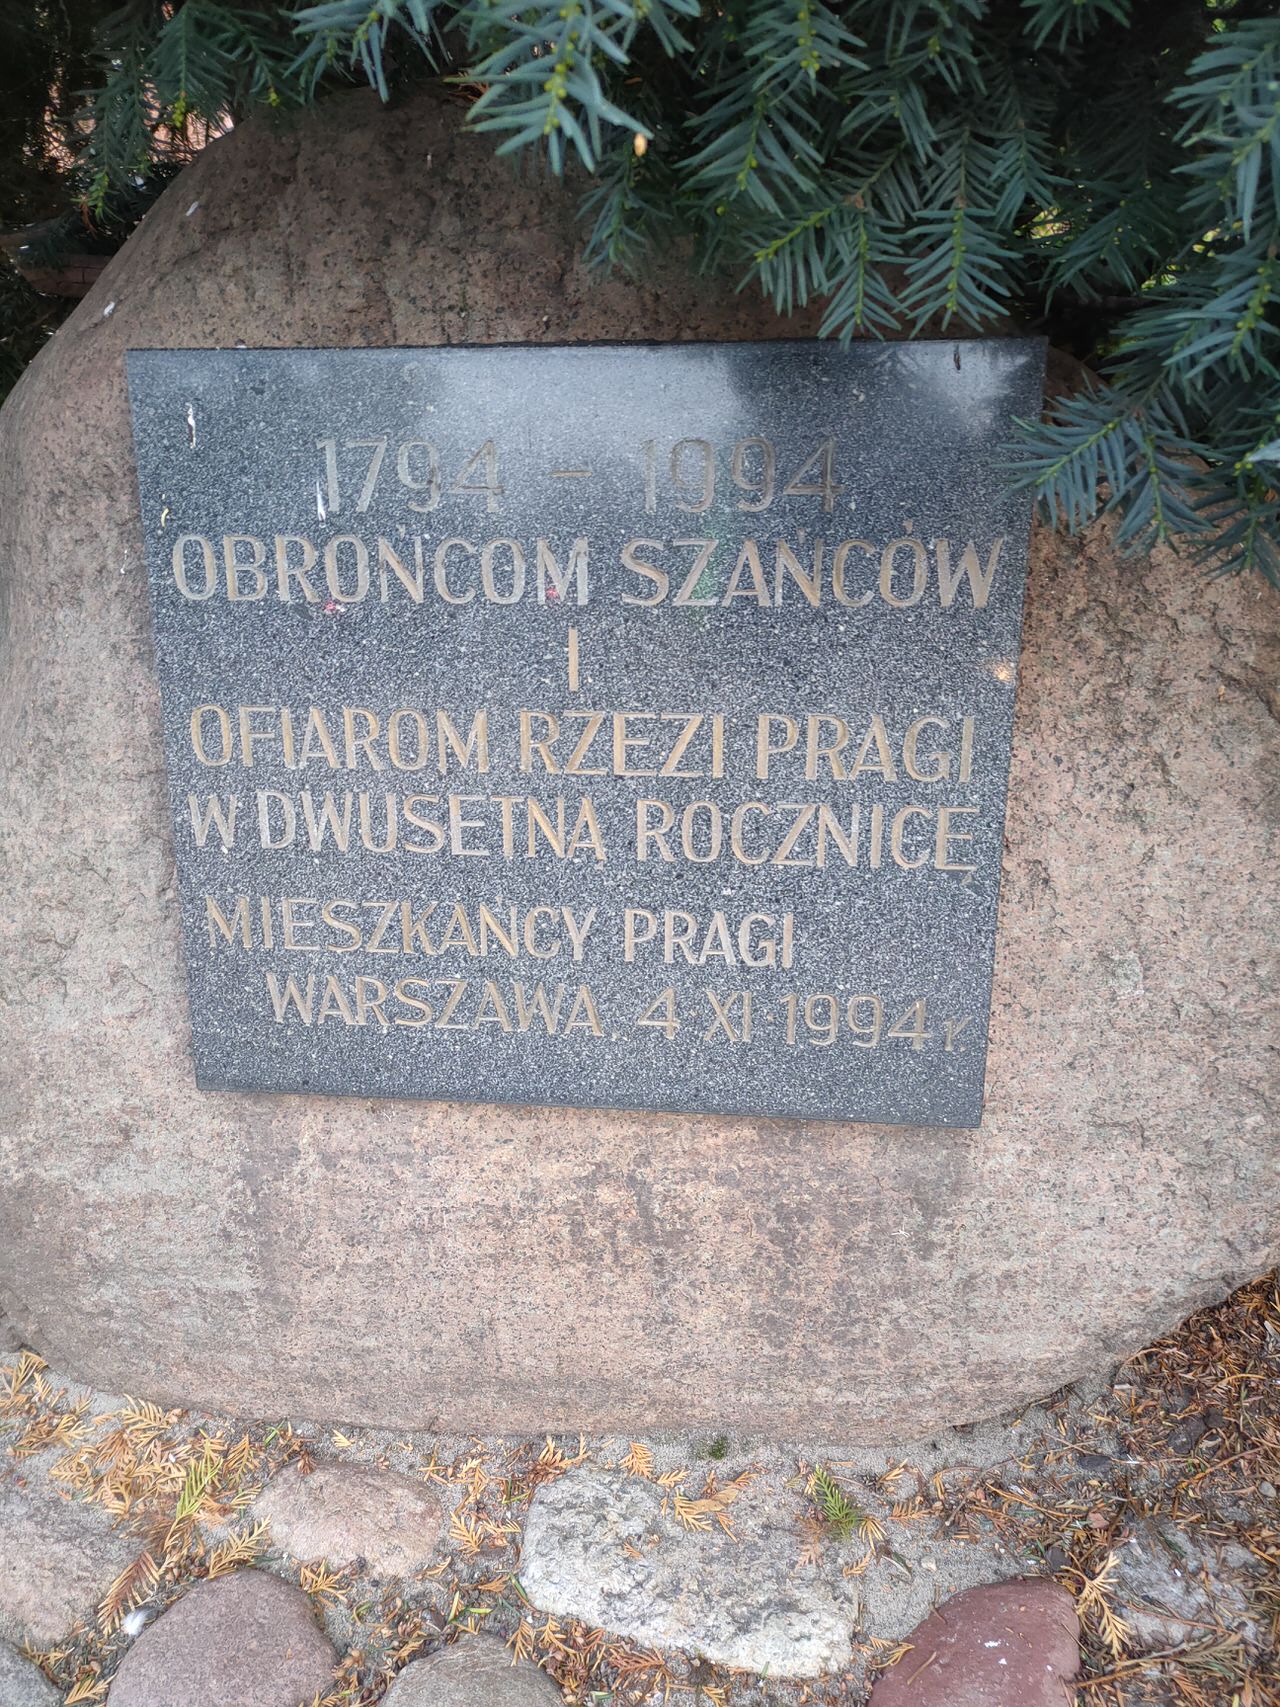 1794 – 1994
OBROŃCOM SZAŃCÓW
I
OFIAROM RZEZI PRAGI
W DWUSETNĄ ROCZNICĘ
MIESZKAŃCY PRAGI
WARSZAWA 4·XI·1994 r.